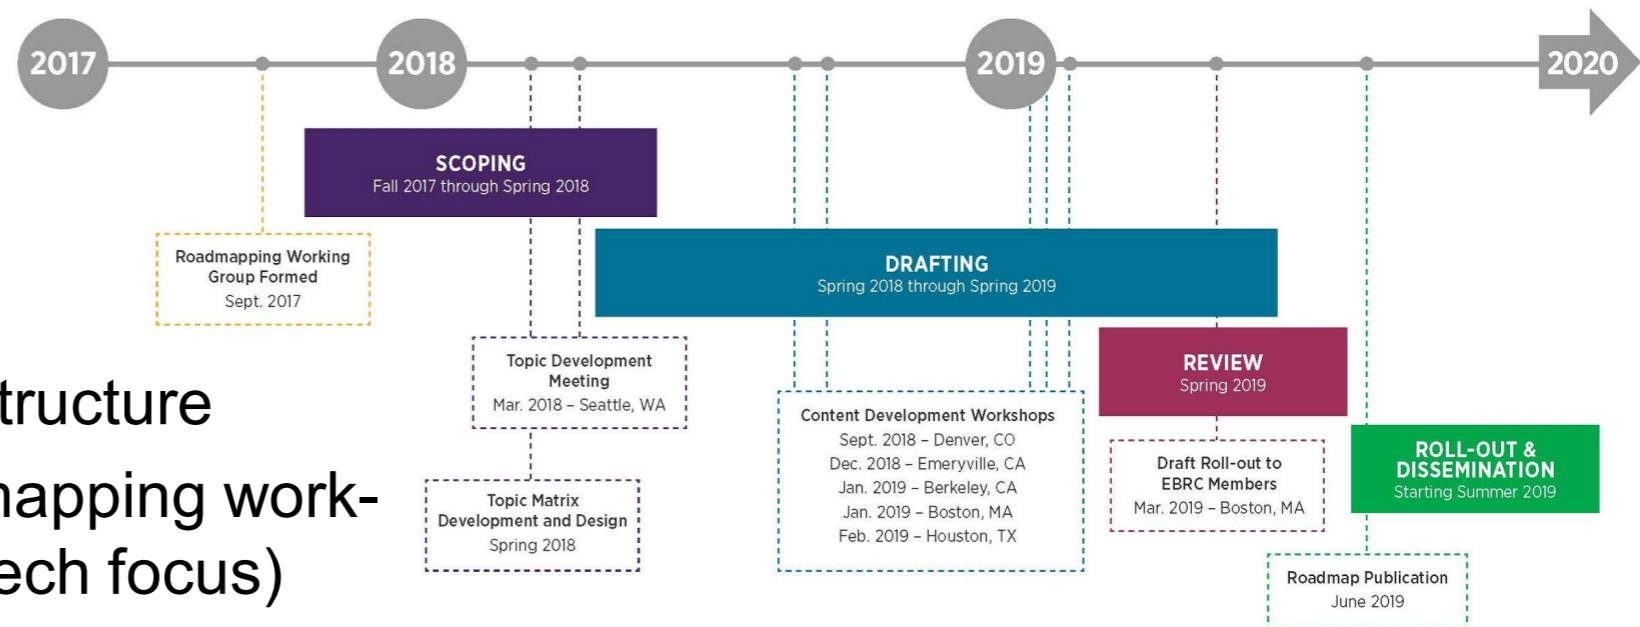 2017
2018
2019
2020
SCOPING
Fall 2017 through Spring 2018
Roadmapping Working
Group Formed
Sept. 2017
DRAFTING
Spring 2018 through Spring 2019
Topic Development
Meeting
Mar. 2018 – Seattle, WA
Topic Matrix
Development and Design
Spring 2018
Content Development Workshops
Sept. 2018 – Denver, CO
Dec. 2018 – Emeryville, CA
Jan. 2019 – Berkeley, CA
Jan. 2019 – Boston, MA
Feb. 2019 – Houston, TX
REVIEW
Spring 2019
Draft Roll-out to
EBRC Members
Mar. 2019 – Boston, MA
ROLL-OUT &
DISSEMINATION
Starting Summer 2019
Roadmap Publication
June 2019
tructure
napping work-
ech focus)